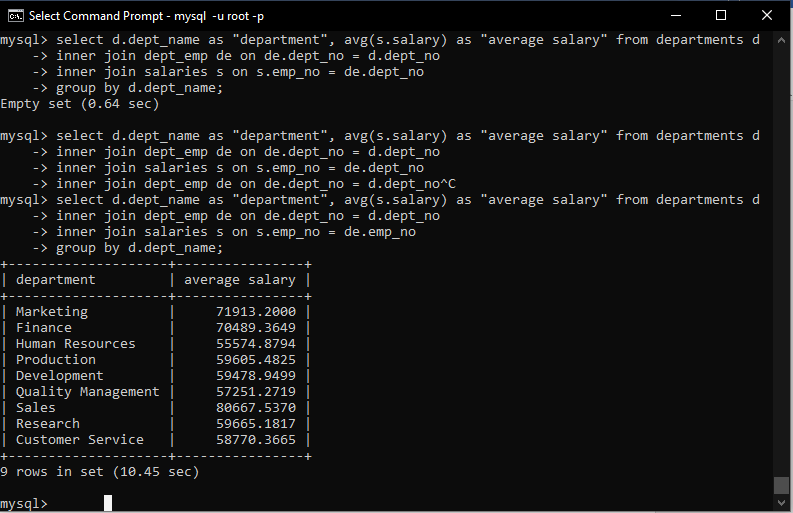 Select Command Prompt - mysql  -u root -p
mysql> select d.dept_name as "department", avg(s.salary) as "average salary" from departments d
    -> inner join dept_emp de on de.dept_no = d.dept_no
    -> inner join salaries s on s.emp_no = de.dept_no
    -> group by d.dept_name;
Empty set (0.64 sec)

mysql> select d.dept_name as "department", avg(s.salary) as "average salary" from departments d
    -> inner join dept_emp de on de.dept_no = d.dept_no
    -> inner join salaries s on s.emp_no = de.dept_no
    -> inner join dept_emp de on de.dept_no = d.dept_no^C
mysql> select d.dept_name as "department", avg(s.salary) as "average salary" from departments d
    -> inner join dept_emp de on de.dept_no = d.dept_no
    -> inner join salaries s on s.emp_no = de.emp_no
    -> group by d.dept_name;
+--------------------+----------------+
| department         | average salary |
+--------------------+----------------+
| Marketing          |     71913.2000 |
| Finance            |     70489.3649 |
| Human Resources    |     55574.8794 |
| Production         |     59605.4825 |
| Development        |     59478.9499 |
| Quality Management |     57251.2719 |
| Sales              |     80667.5370 |
| Research           |     59665.1817 |
| Customer Service   |     58770.3665 |
+--------------------+----------------+
9 rows in set (10.45 sec)

mysql>